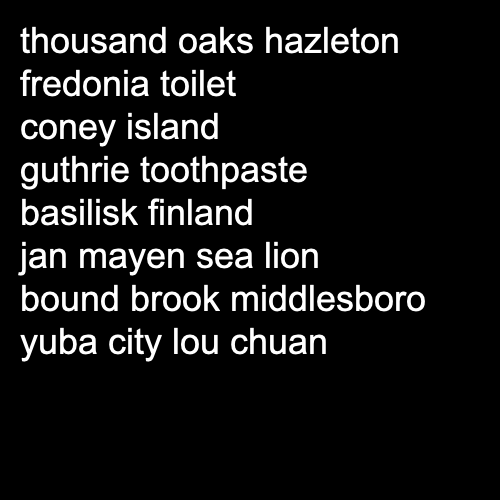 thousand oaks hazleton
fredonia toilet
coney island
guthrie toothpaste
basilisk finland
jan mayen sea lion
bound brook middlesboro
yuba city lou chuan